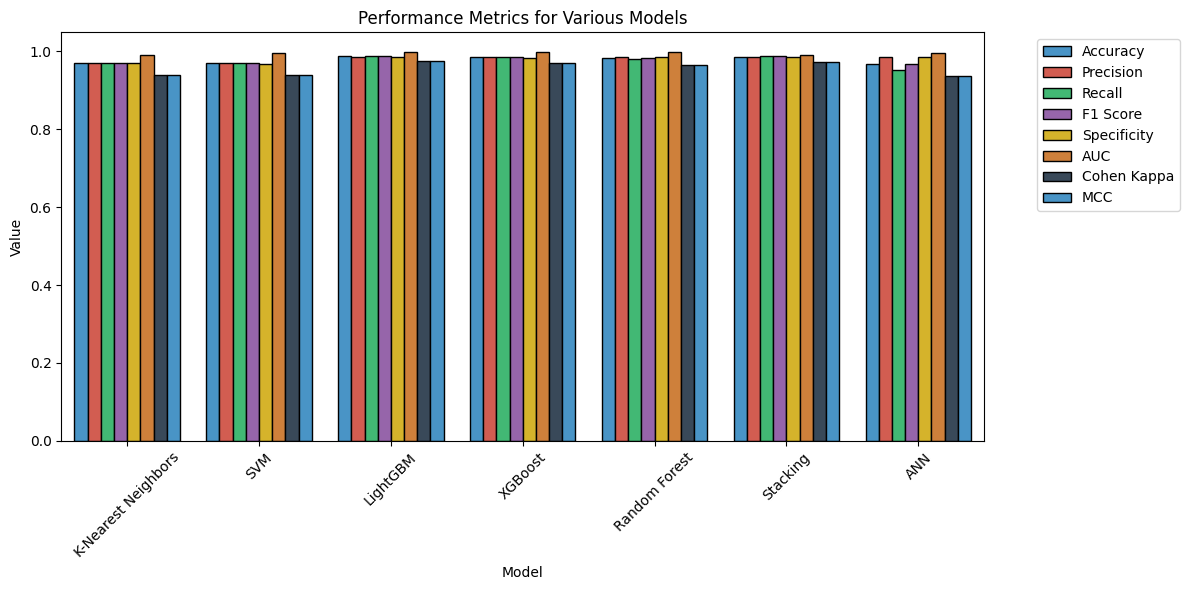 Performance Metrics for Various Models
Value
1.0
0.8
0.6
0.4
0.2
0.0
K-Nearest Neighbors
SVM
LightGBM
XGBoost
Random Forest
Stacking
ANN
Model
Accuracy
Precision
Recall
F1 Score
Specificity
AUC
Cohen Kappa
MCC